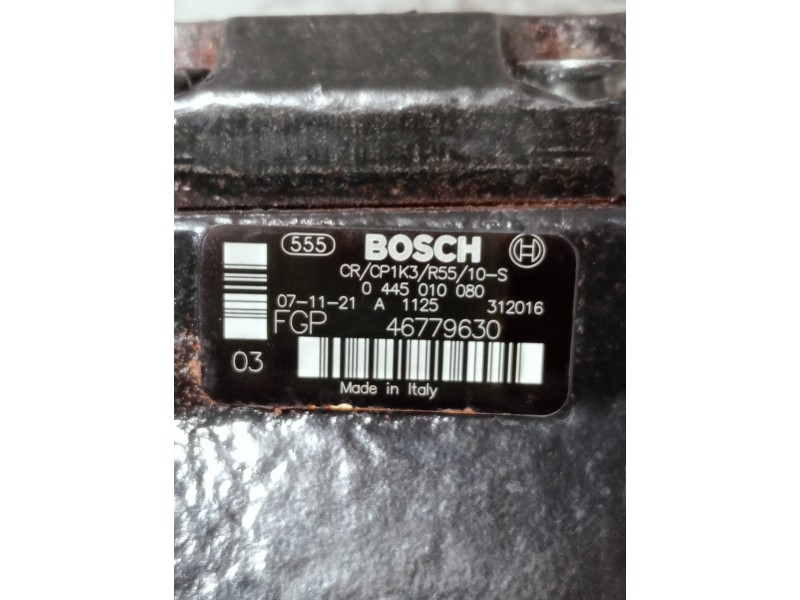 555 BOSCH
CR/CP1K3/R55/10-S
0 445 010 080
07-11-21 A 1125 312016
FGP 46779630
03
Made in Italy